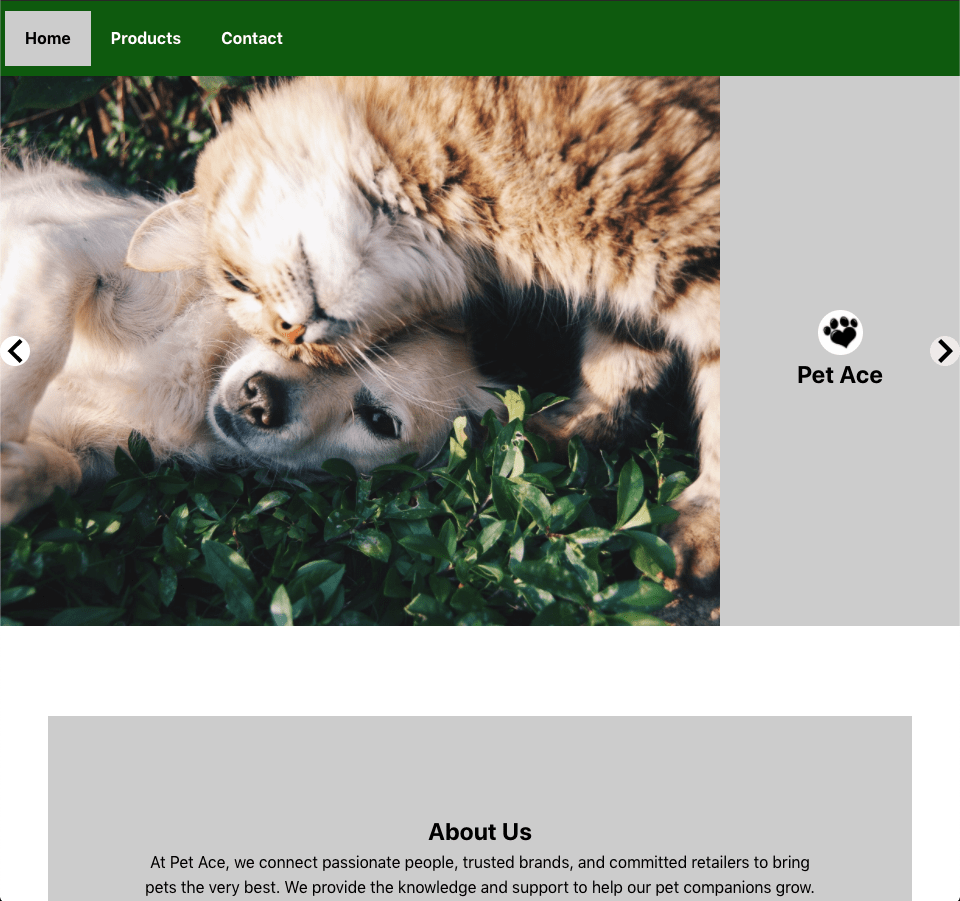 Home Products Contact
Pet Ace
About Us
At Pet Ace, we connect passionate people, trusted brands, and committed retailers to bring
pets the very best. We provide the knowledge and support to help our pet companions grow.